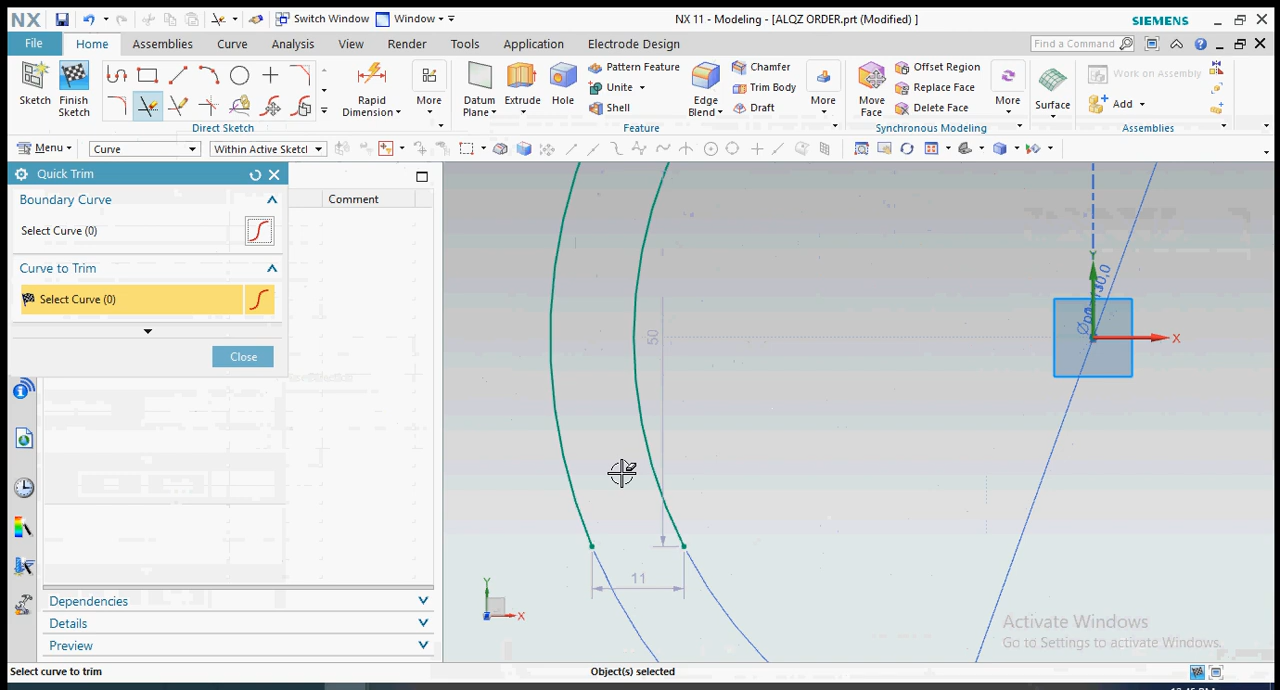 NX Switch Window Window NX 11 - Modeling - [ALQZ ORDER.prt (Modified) ] SIEMENS
File Home Assemblies Curve Analysis View Render Tools Application Electrode Design Find a Command
Sketch Finish Sketch Rapid Dimension More Datum Plane Extrude Hole Pattern Feature Unite Shell Edge Blend Chamfer Trim Body Draft More Move Face Offset Region Replace Face Delete Face More Surface Work on Assembly Add
Direct Sketch Feature Synchronous Modeling Assemblies
Menu Curve Within Active Sketcl
Quick Trim
Boundary Curve
Comment
Select Curve (0)
Curve to Trim
Select Curve (0)
Close
50
Y
X
11
Y
X
Dependencies
Details
Preview
Activate Windows
Go to Settings to activate Windows.
Select curve to trim Object(s) selected